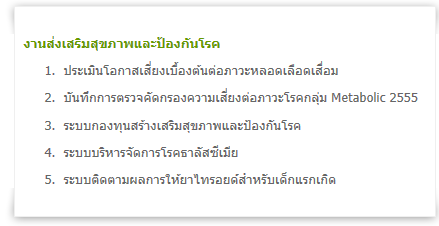 งานส่งเสริมสุขภาพและป้องกันโรค
1. ประเมินโอกาสเสี่ยงเบื้องต้นต่อภาวะหลอดเลือดเสื่อม
2. บันทึกการตรวจคัดกรองความเสี่ยงต่อภาวะโรคกลุ่ม Metabolic 2555
3. ระบบกองทุนสร้างเสริมสุขภาพและป้องกันโรค
4. ระบบบริหารจัดการโรคธาลัสซีเมีย
5. ระบบติดตามผลการให้ยาไทรอยด์สำหรับเด็กแรกเกิด